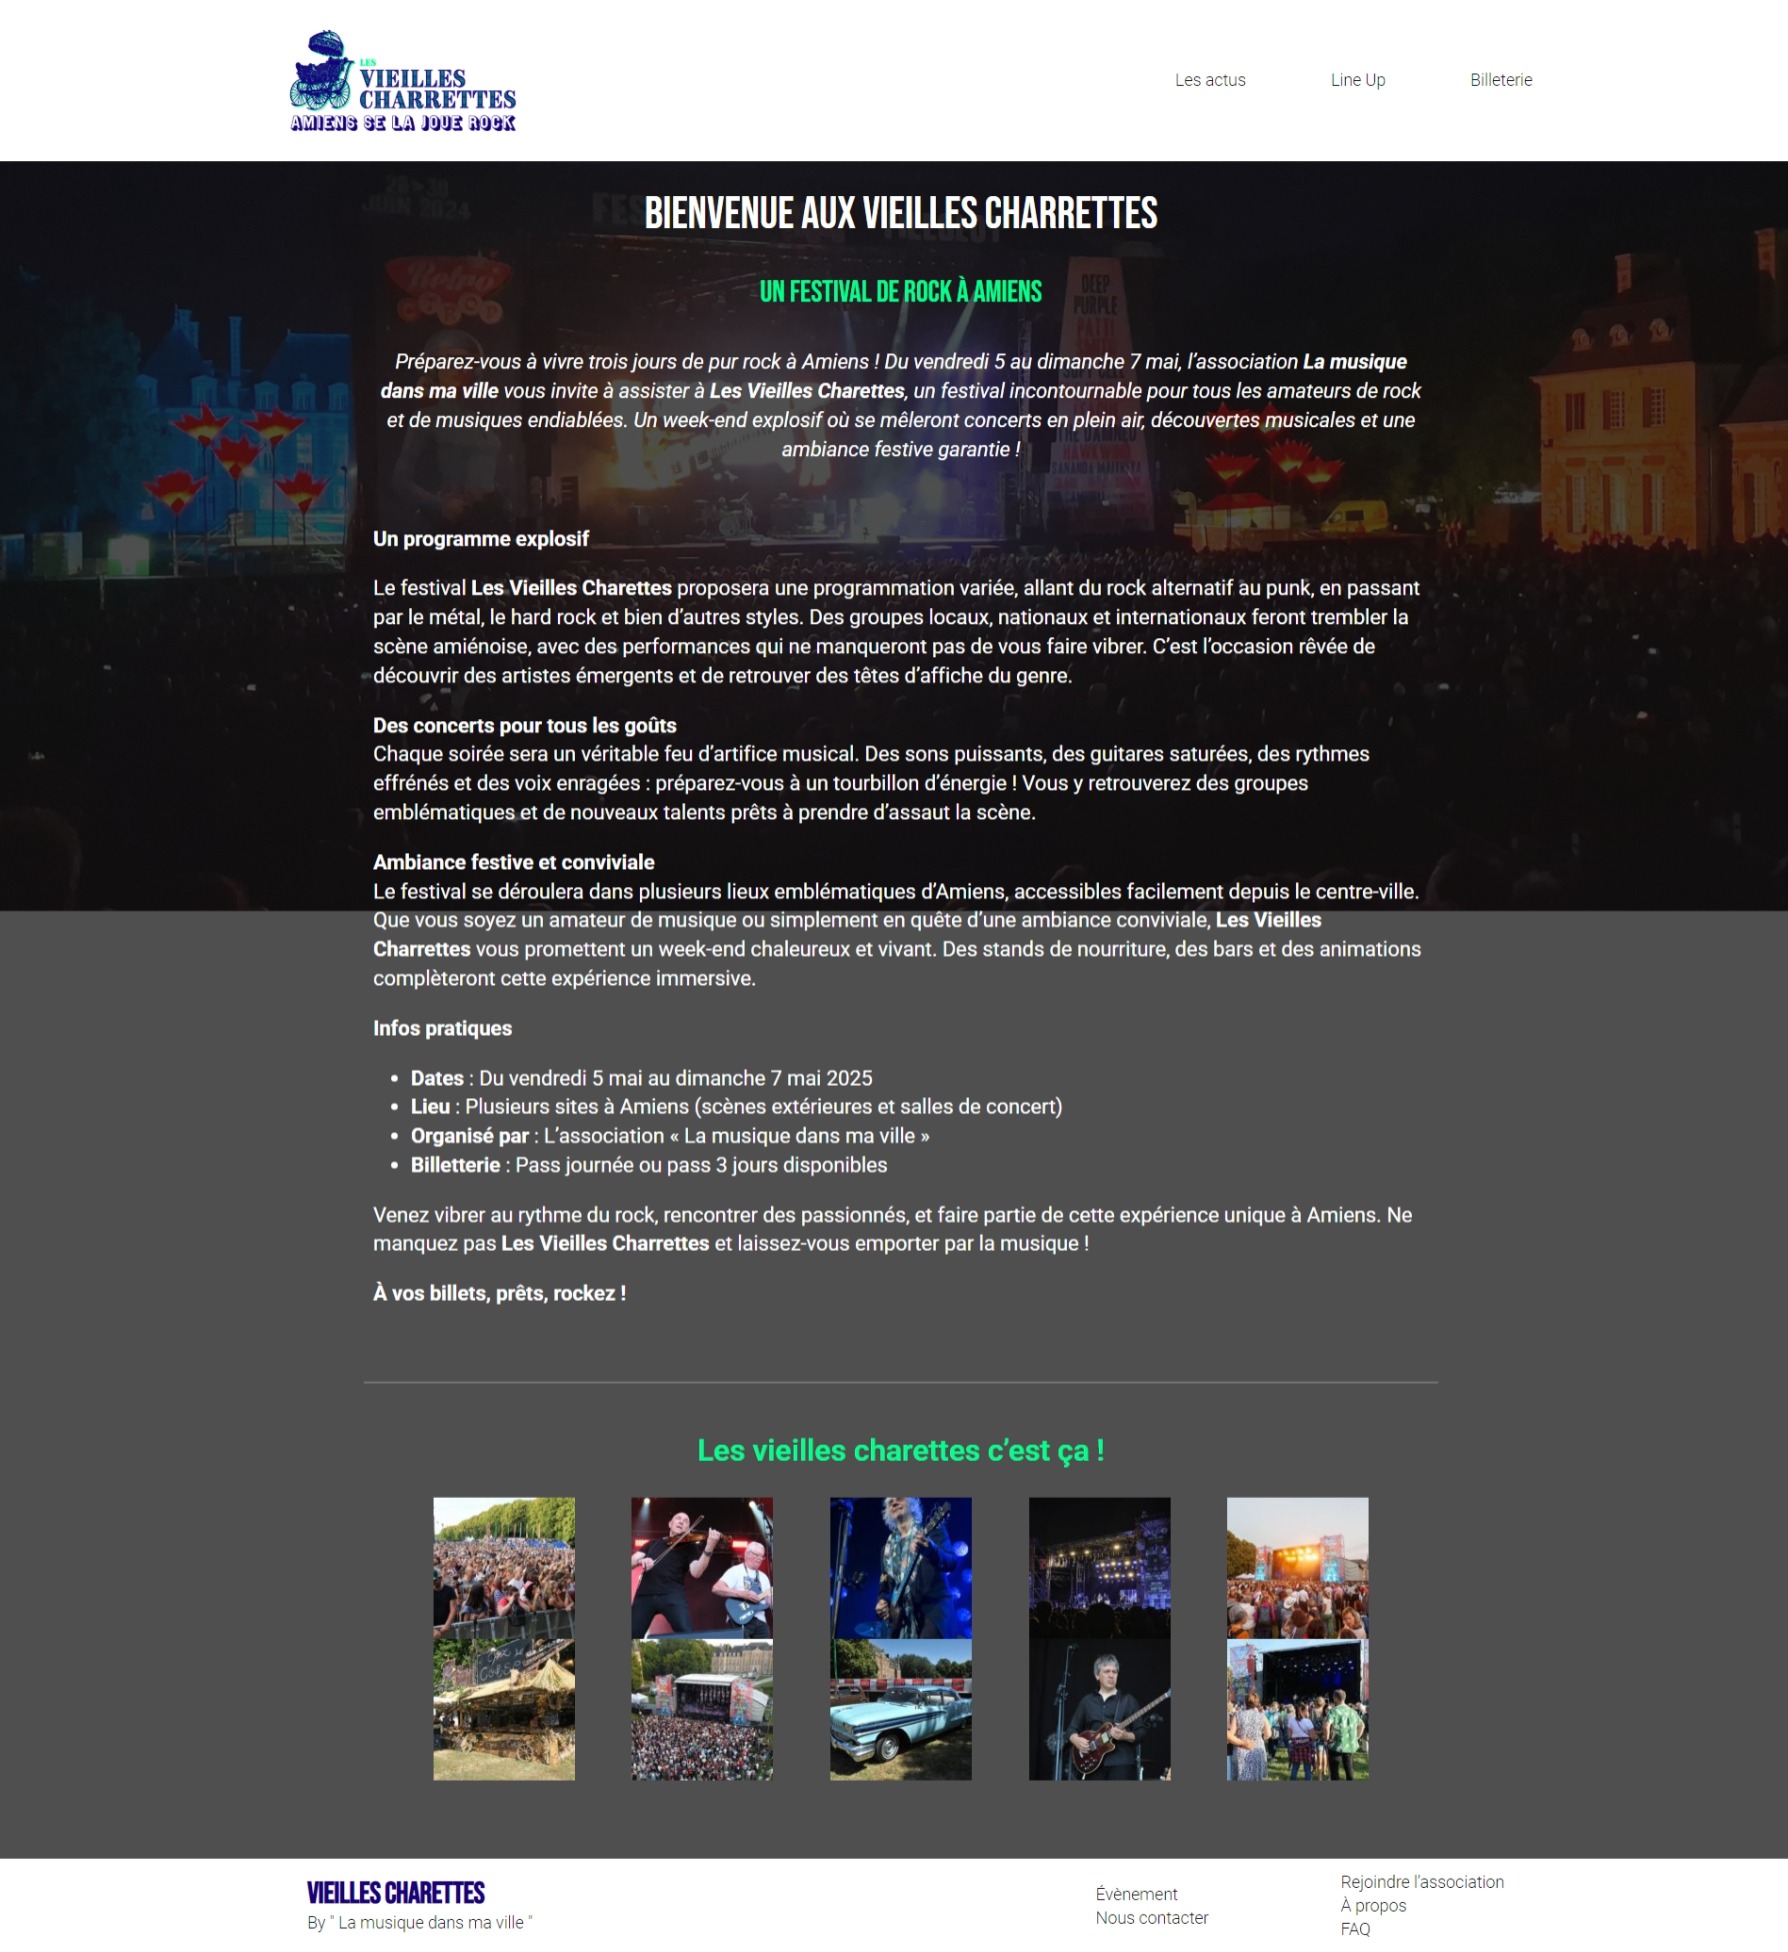 LES
VIEILLES
CHARRETTES
AMIENS SE LA JOUE ROCK
Les actus
Line Up
Billeterie
28>30
JUIN 2024
BIENVENUE AUX VIEILLES CHARRETTES
UN FESTIVAL DE ROCK À AMIENS
Retro
DEEP
PURPLE
Préparez-vous à vivre trois jours de pur rock à Amiens ! Du vendredi 5 au dimanche 7 mai, l’association La musique
dans ma ville vous invite à assister à Les Vieilles Charettes, un festival incontournable pour tous les amateurs de rock
et de musiques endiablées. Un week-end explosif où se mêleront concerts en plein air, découvertes musicales et une
ambiance festive garantie !
Un programme explosif
Le festival Les Vieilles Charettes proposera une programmation variée, allant du rock alternatif au punk, en passant
par le métal, le hard rock et bien d’autres styles. Des groupes locaux, nationaux et internationaux feront trembler la
scène amiénoise, avec des performances qui ne manqueront pas de vous faire vibrer. C’est l’occasion rêvée de
découvrir des artistes émergents et de retrouver des têtes d’affiche du genre.
Des concerts pour tous les goûts
Chaque soirée sera un véritable feu d’artifice musical. Des sons puissants, des guitares saturées, des rythmes
effrénés et des voix enragées : préparez-vous à un tourbillon d’énergie ! Vous y retrouverez des groupes
emblématiques et de nouveaux talents prêts à prendre d’assaut la scène.
Ambiance festive et conviviale
Le festival se déroulera dans plusieurs lieux emblématiques d’Amiens, accessibles facilement depuis le centre-ville.
Que vous soyez un amateur de musique ou simplement en quête d’une ambiance conviviale, Les Vieilles
Charrettes vous promettent un week-end chaleureux et vivant. Des stands de nourriture, des bars et des animations
complèteront cette expérience immersive.
Infos pratiques
• Dates : Du vendredi 5 mai au dimanche 7 mai 2025
• Lieu : Plusieurs sites à Amiens (scènes extérieures et salles de concert)
• Organisé par : L’association « La musique dans ma ville »
• Billetterie : Pass journée ou pass 3 jours disponibles
Venez vibrer au rythme du rock, rencontrer des passionnés, et faire partie de cette expérience unique à Amiens. Ne
manquez pas Les Vieilles Charrettes et laissez-vous emporter par la musique !
À vos billets, prêts, rockez !
Les vieilles charettes c’est ça !
VIEILLES CHARETTES
By " La musique dans ma ville "
Évènement
Nous contacter
Rejoindre l’association
À propos
FAQ